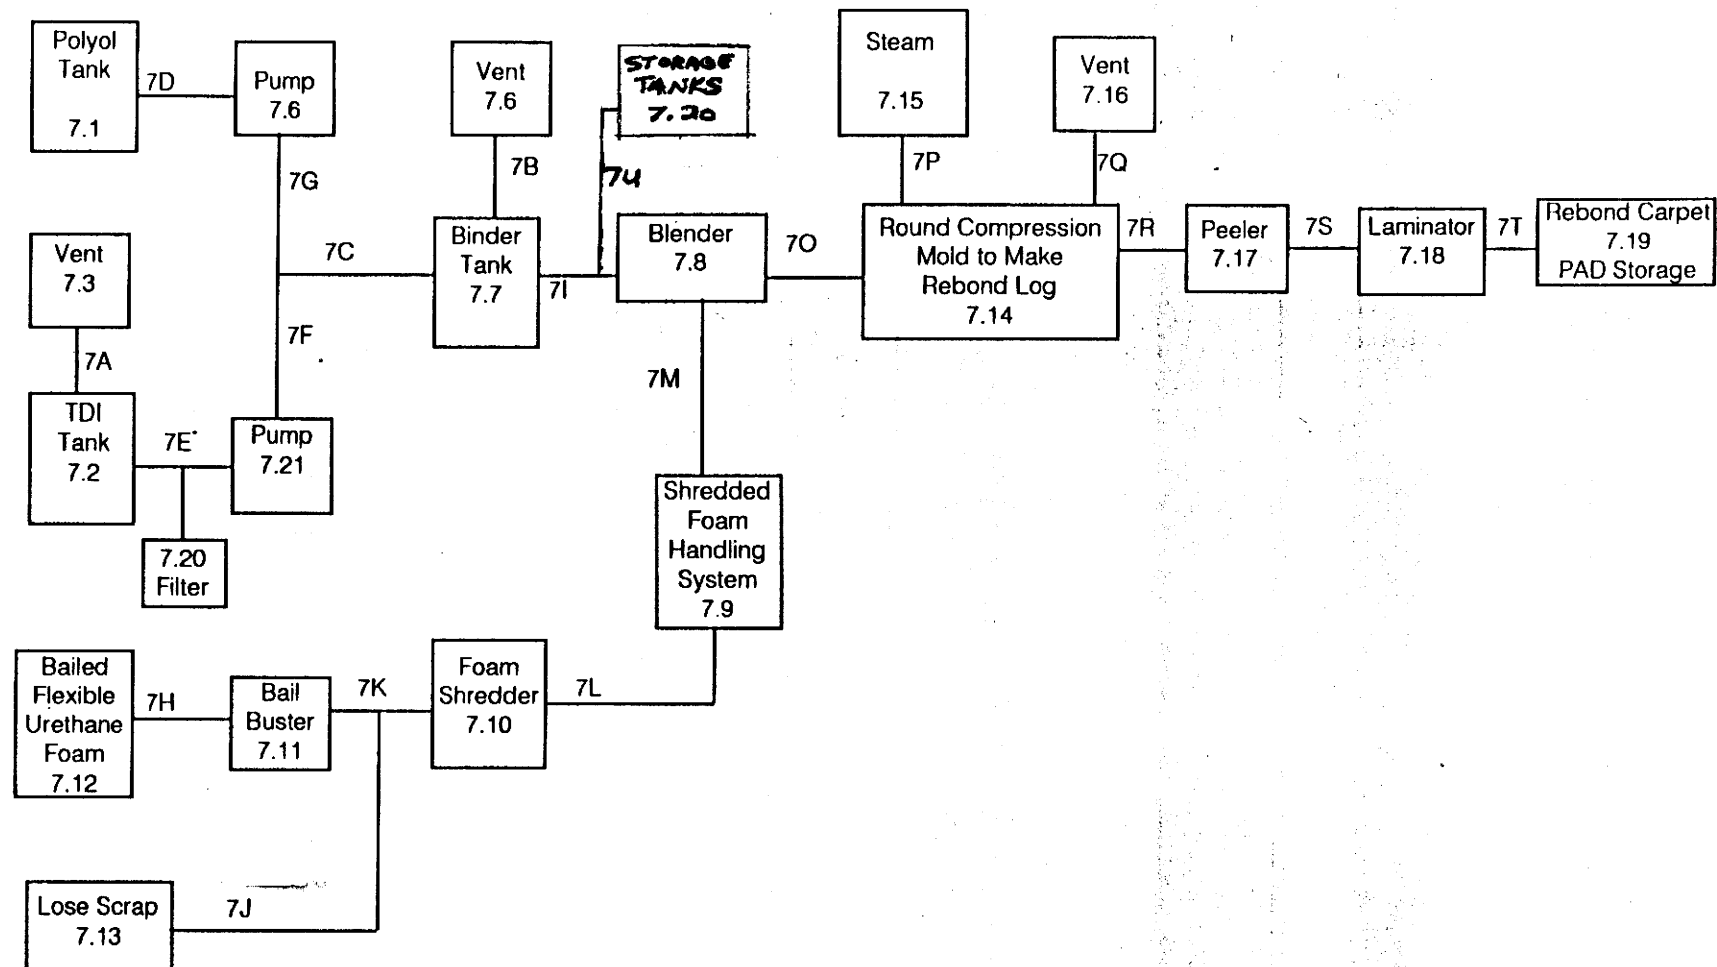 Polyol
Tank
7.1
7D
Pump
7.6
Vent
7.6
STORAGE
TANKS
7.20
Steam
7.15
Vent
7.16
7G
7B
7U
7P
7Q
Vent
7.3
7C
Binder
Tank
7.7
7I
Blender
7.8
7O
Round Compression
Mold to Make
Rebond Log
7.14
7R
Peeler
7.17
7S
Laminator
7.18
7T
Rebond Carpet
7.19
PAD Storage
7A
7F
7M
TDI
Tank
7.2
7E
Pump
7.21
7.20
Filter
Shredded
Foam
Handling
System
7.9
Bailed
Flexible
Urethane
Foam
7.12
7H
Bail
Buster
7.11
7K
Foam
Shredder
7.10
7L
Lose Scrap
7.13
7J